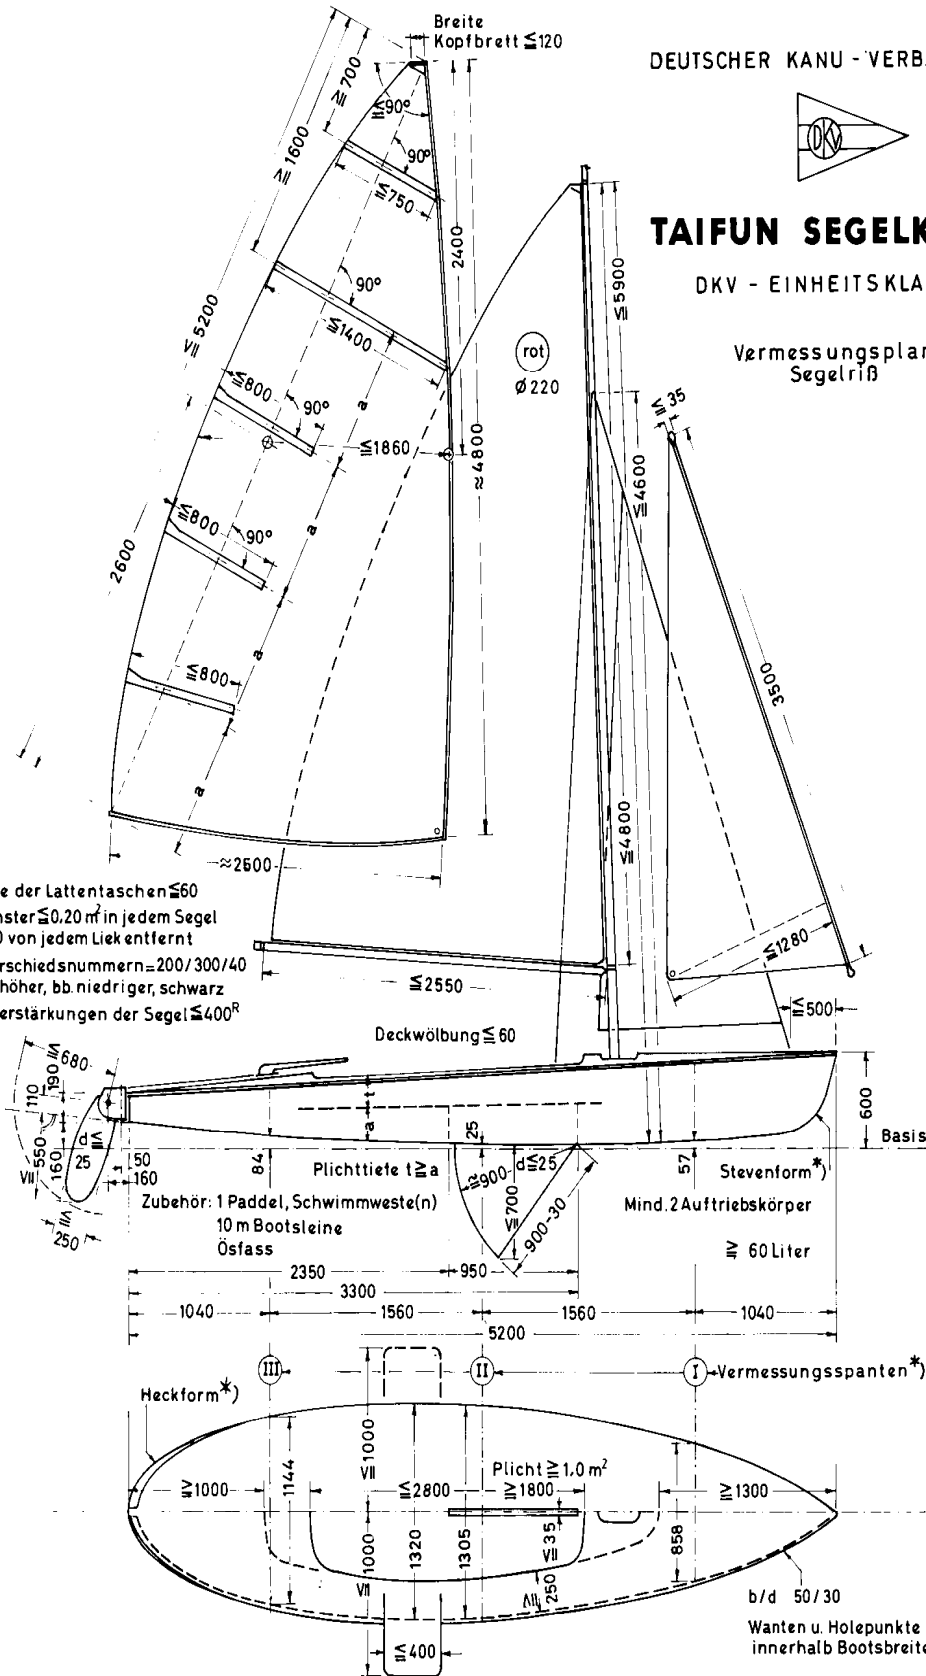 Breite
Kopfbrett ≦120
DEUTSCHER KANU - VERB
DKV
TAIFUN SEGELK
DKV - EINHEITSKLA
Vermessungsplan
Segelriß
≧700
≧1600
≦90°
90°
≦750
2400
≦5900
90°
≦1400
≦5200
rot
Ø 220
≦35
≦800
90°
a
≦1860
≈4800
≦4600
≦800
90°
a
2600
≦800
a
3500
a
≦4800
≈2600
e der Lattentaschen ≦60
nster ≦0,20 m² in jedem Segel
0 von jedem Liek entfernt
rschiedsnummern=200/300/40
höher, bb. niedriger, schwarz
erstärkungen der Segel ≦400R
≦1280
≦2550
≦500
Deckwölbung ≦ 60
680
≦190
110
t
600
550
160
d≦
25
a
25
Basis
50
160
84
Plichttiefe t≧a
≧900
d≦25
57
Stevenform*)
≦250
Zubehör: 1 Paddel, Schwimmweste(n)
≦700
900-30
Mind. 2 Auftriebskörper
10 m Bootsleine
Ösfass
≧ 60 Liter
2350
950
3300
1040
1560
1560
1040
5200
III
II
I
Vermessungsspanten*)
Heckform*)
≦1000
1144
Plicht ≧ 1,0 m²
≧1000
≦2800
≧1800
≧1300
≦1000
1320
1305
≦35
858
≧250
b/d 50/30
≦400
Wanten u. Holepunkte
innerhalb Bootsbreite